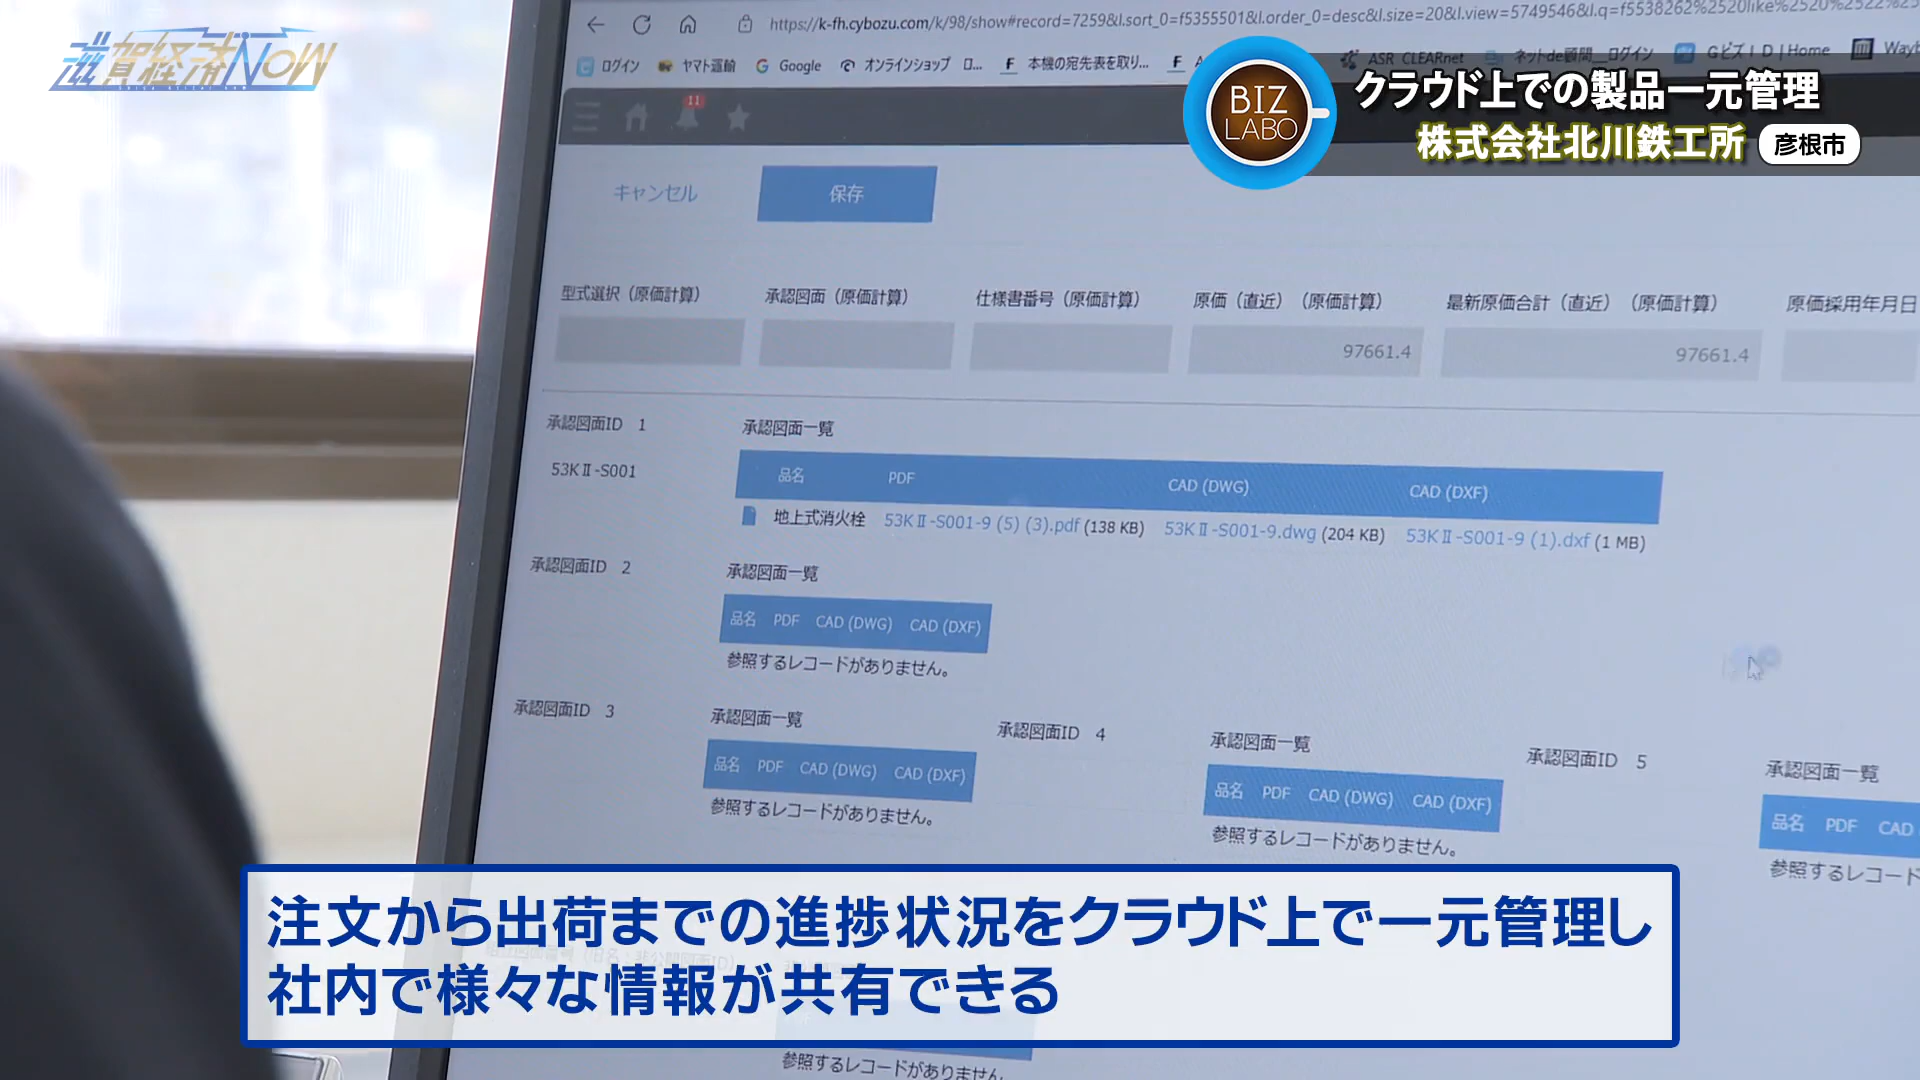 滋賀経済NOW
https://k-fh.cybozu.com/k/98/show#record=7259&l.sort_0=f5355501&l.order_0=desc&l.size=20&l.view=5749546&l.q=f5538262%2520like%2520%2522%25
ログイン ヤマト運輸 Google オンラインショップ ロ... 本機の宛先表を取り... ASR_CLEARnet ネットde顧問__ログイン GビズID | Home Wayb
BIZ LABO
クラウド上での製品一元管理
株式会社北川鉄工所 彦根市
11
キャンセル 保存
型式選択（原価計算） 承認図面（原価計算） 仕様書番号（原価計算） 原価（直近）（原価計算） 最新原価合計（直近）（原価計算） 原価採用年月日
97661.4 97661.4
承認図面ID 1 承認図面一覧
53KⅡ-S001 品名 PDF CAD (DWG) CAD (DXF)
地上式消火栓 53KⅡ-S001-9 (5) (3).pdf (138 KB) 53KⅡ-S001-9.dwg (204 KB) 53KⅡ-S001-9 (1).dxf (1 MB)
承認図面ID 2 承認図面一覧
品名 PDF CAD (DWG) CAD (DXF)
参照するレコードがありません。
承認図面ID 3 承認図面一覧 承認図面ID 4 承認図面一覧 承認図面ID 5 承認図面一覧
品名 PDF CAD (DWG) CAD (DXF) 品名 PDF CAD (DWG) CAD (DXF) 品名 PDF CAD
参照するレコードがありません。 参照するレコードがありません。 参照するレコード
注文から出荷までの進捗状況をクラウド上で一元管理し
社内で様々な情報が共有できる
参照するレコードがありません